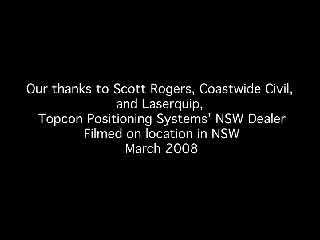 Our thanks to Scott Rogers, Coastwide Civil,
and Laserquip,
Topcon Positioning Systems' NSW Dealer
Filmed on location in NSW
March 2008